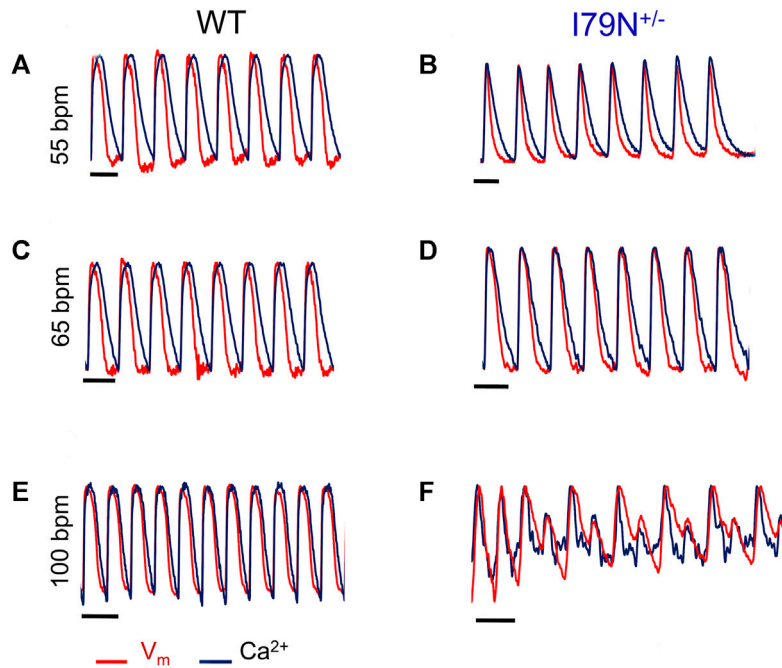 WT I79N+/-
A B
55 bpm
C D
65 bpm
E F
100 bpm
Vm Ca2+